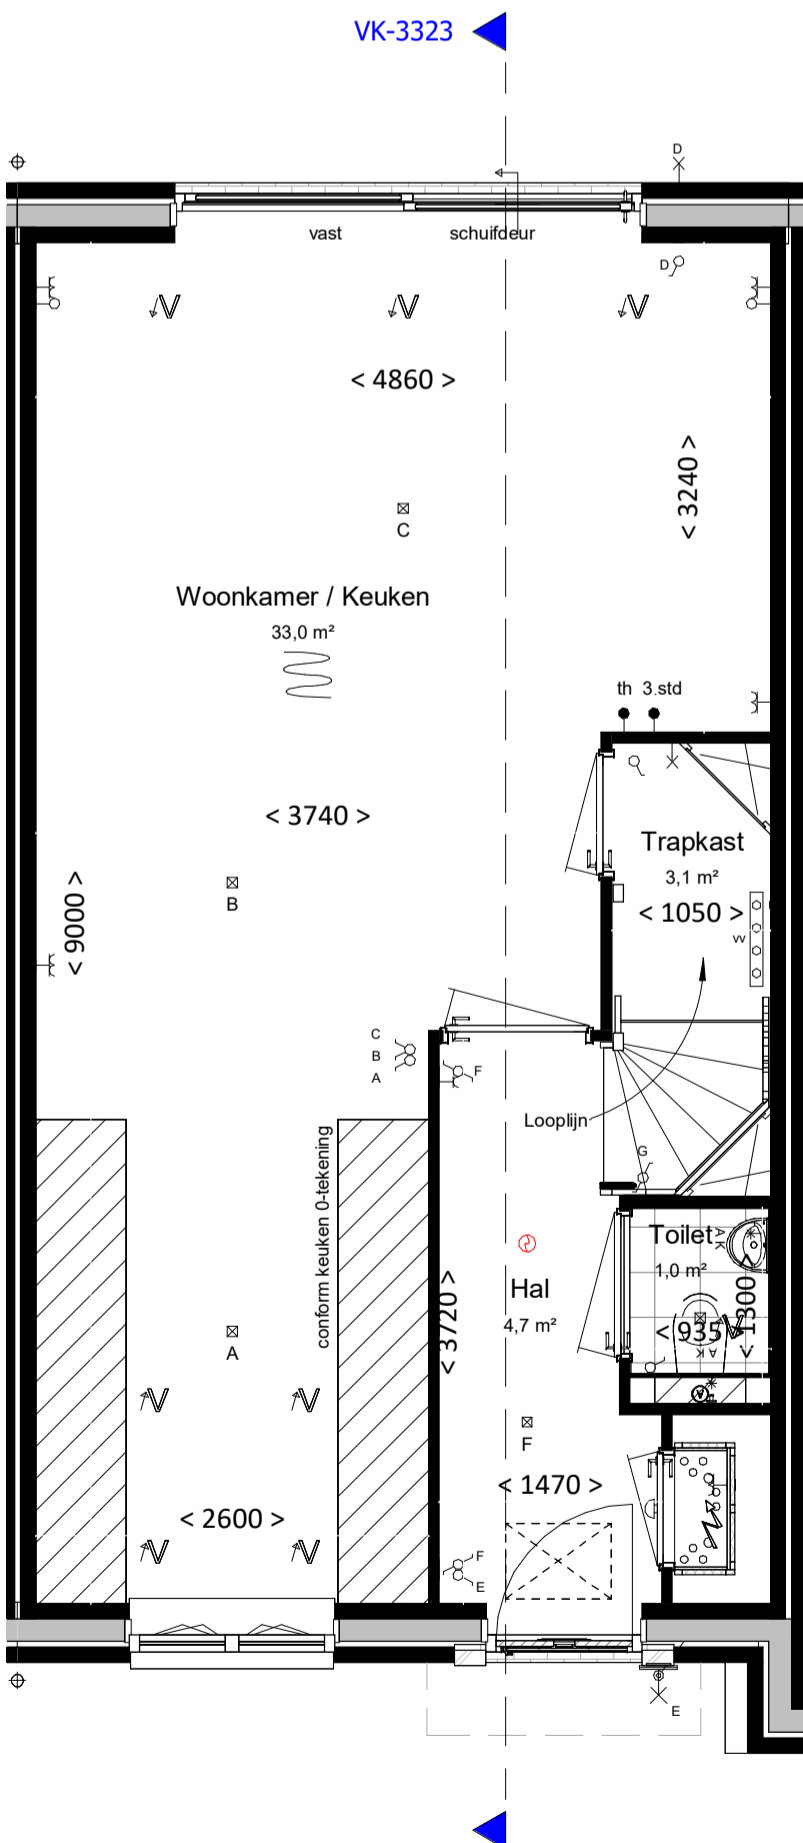 VK-3323
D
vast
schuifdeur
D
V
V
V
< 4860 >
< 3240 >
C
Woonkamer / Keuken
33,0 m²
th 3.std
< 3740 >
Trapkast
3,1 m²
< 1050 >
vv
B
< 9000 >
C
B
A
F
Looplijn
conform keuken 0-tekening
G
Toilet
1,0 m²
A
K
< 935
< 1300 >
A
K
Hal
4,7 m²
< 3720 >
A
V
V
F
< 1470 >
< 2600 >
V
V
F
E
E